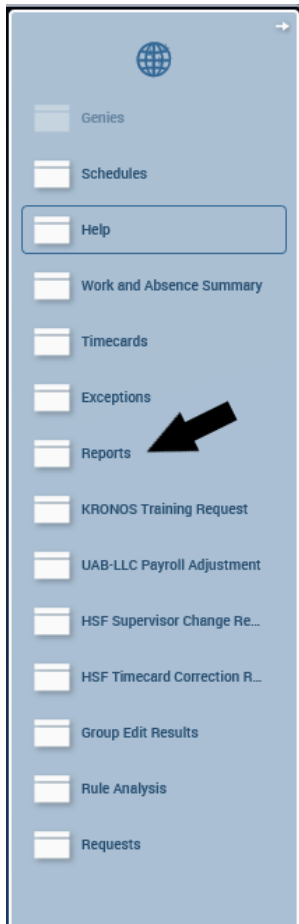 Genies
Schedules
Help
Work and Absence Summary
Timecards
Exceptions
Reports
KRONOS Training Request
UAB-LLC Payroll Adjustment
HSF Supervisor Change Re...
HSF Timecard Correction R...
Group Edit Results
Rule Analysis
Requests